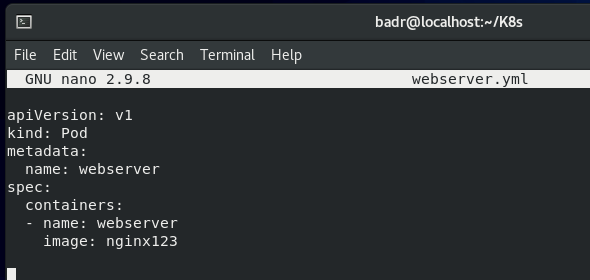 badr@localhost:~/K8s
File Edit View Search Terminal Help
GNU nano 2.9.8 webserver.yml
apiVersion: v1
kind: Pod
metadata:
  name: webserver
spec:
  containers:
  - name: webserver
    image: nginx123